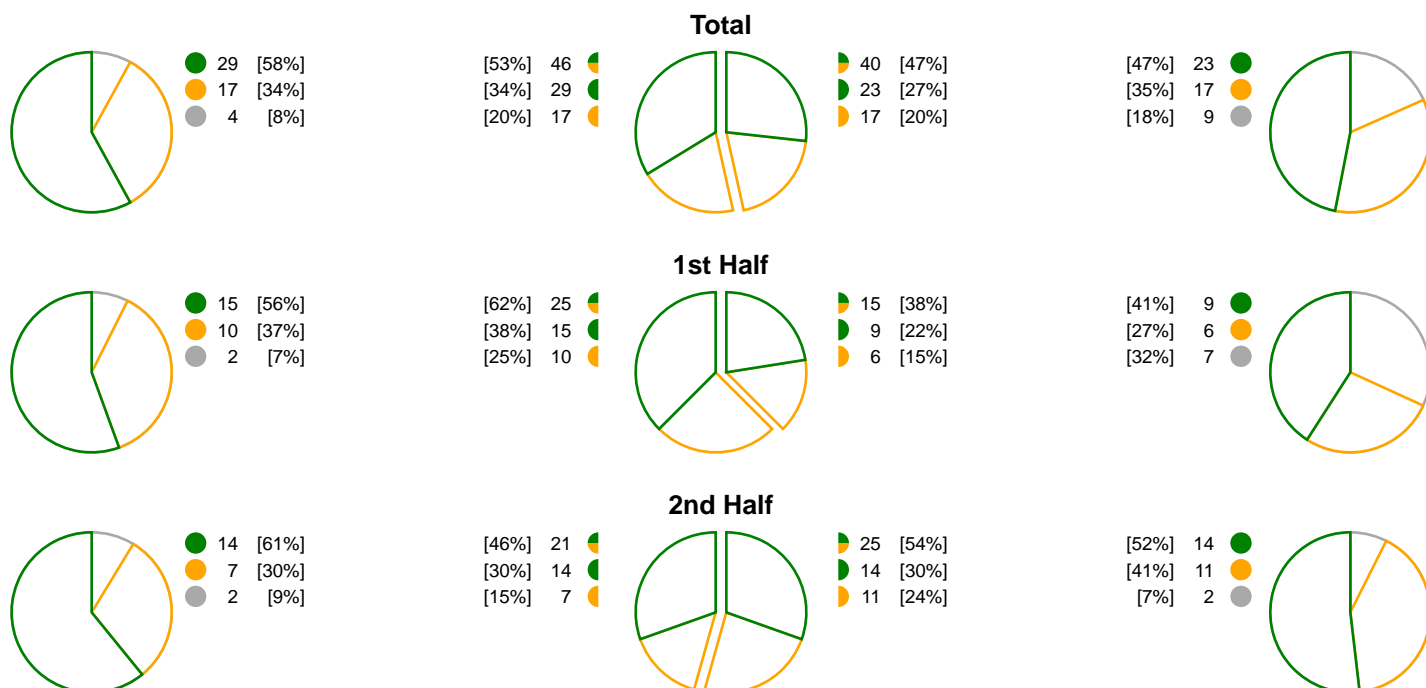 Total
29 [58%] [53%] 46 40 [47%] [47%] 23
17 [34%] [34%] 29 23 [27%] [35%] 17
4 [8%] [20%] 17 17 [20%] [18%] 9
1st Half
15 [56%] [62%] 25 15 [38%] [41%] 9
10 [37%] [38%] 15 9 [22%] [27%] 6
2 [7%] [25%] 10 6 [15%] [32%] 7
2nd Half
14 [61%] [46%] 21 25 [54%] [52%] 14
7 [30%] [30%] 14 14 [30%] [41%] 11
2 [9%] [15%] 7 11 [24%] [7%] 2